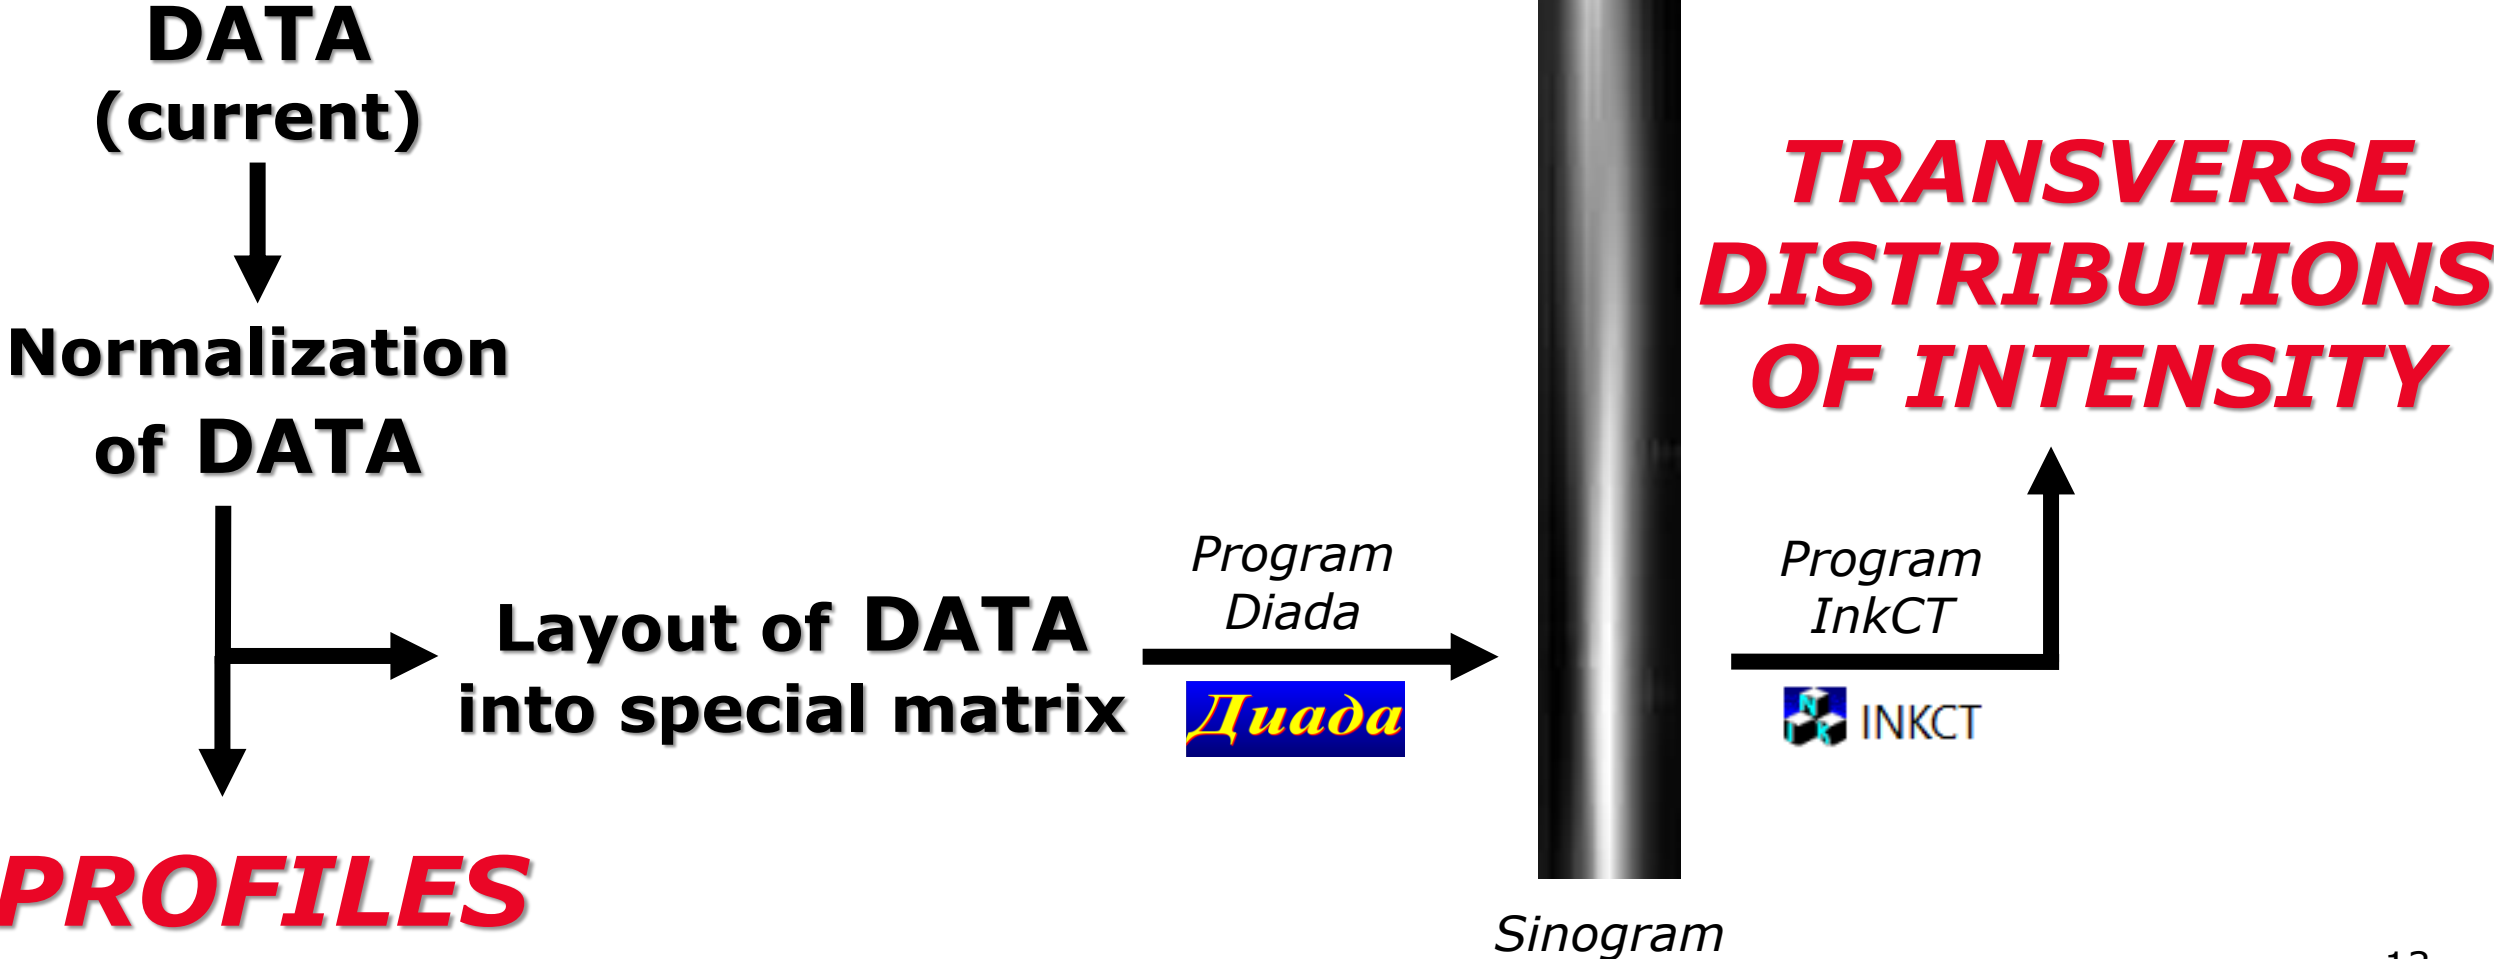 DATA
(current)
Normalization
of DATA
PROFILES
Layout of DATA
into special matrix
Program
Diada
Диада
Sinogram
Program
InkCT
INKCT
TRANSVERSE
DISTRIBUTIONS
OF INTENSITY